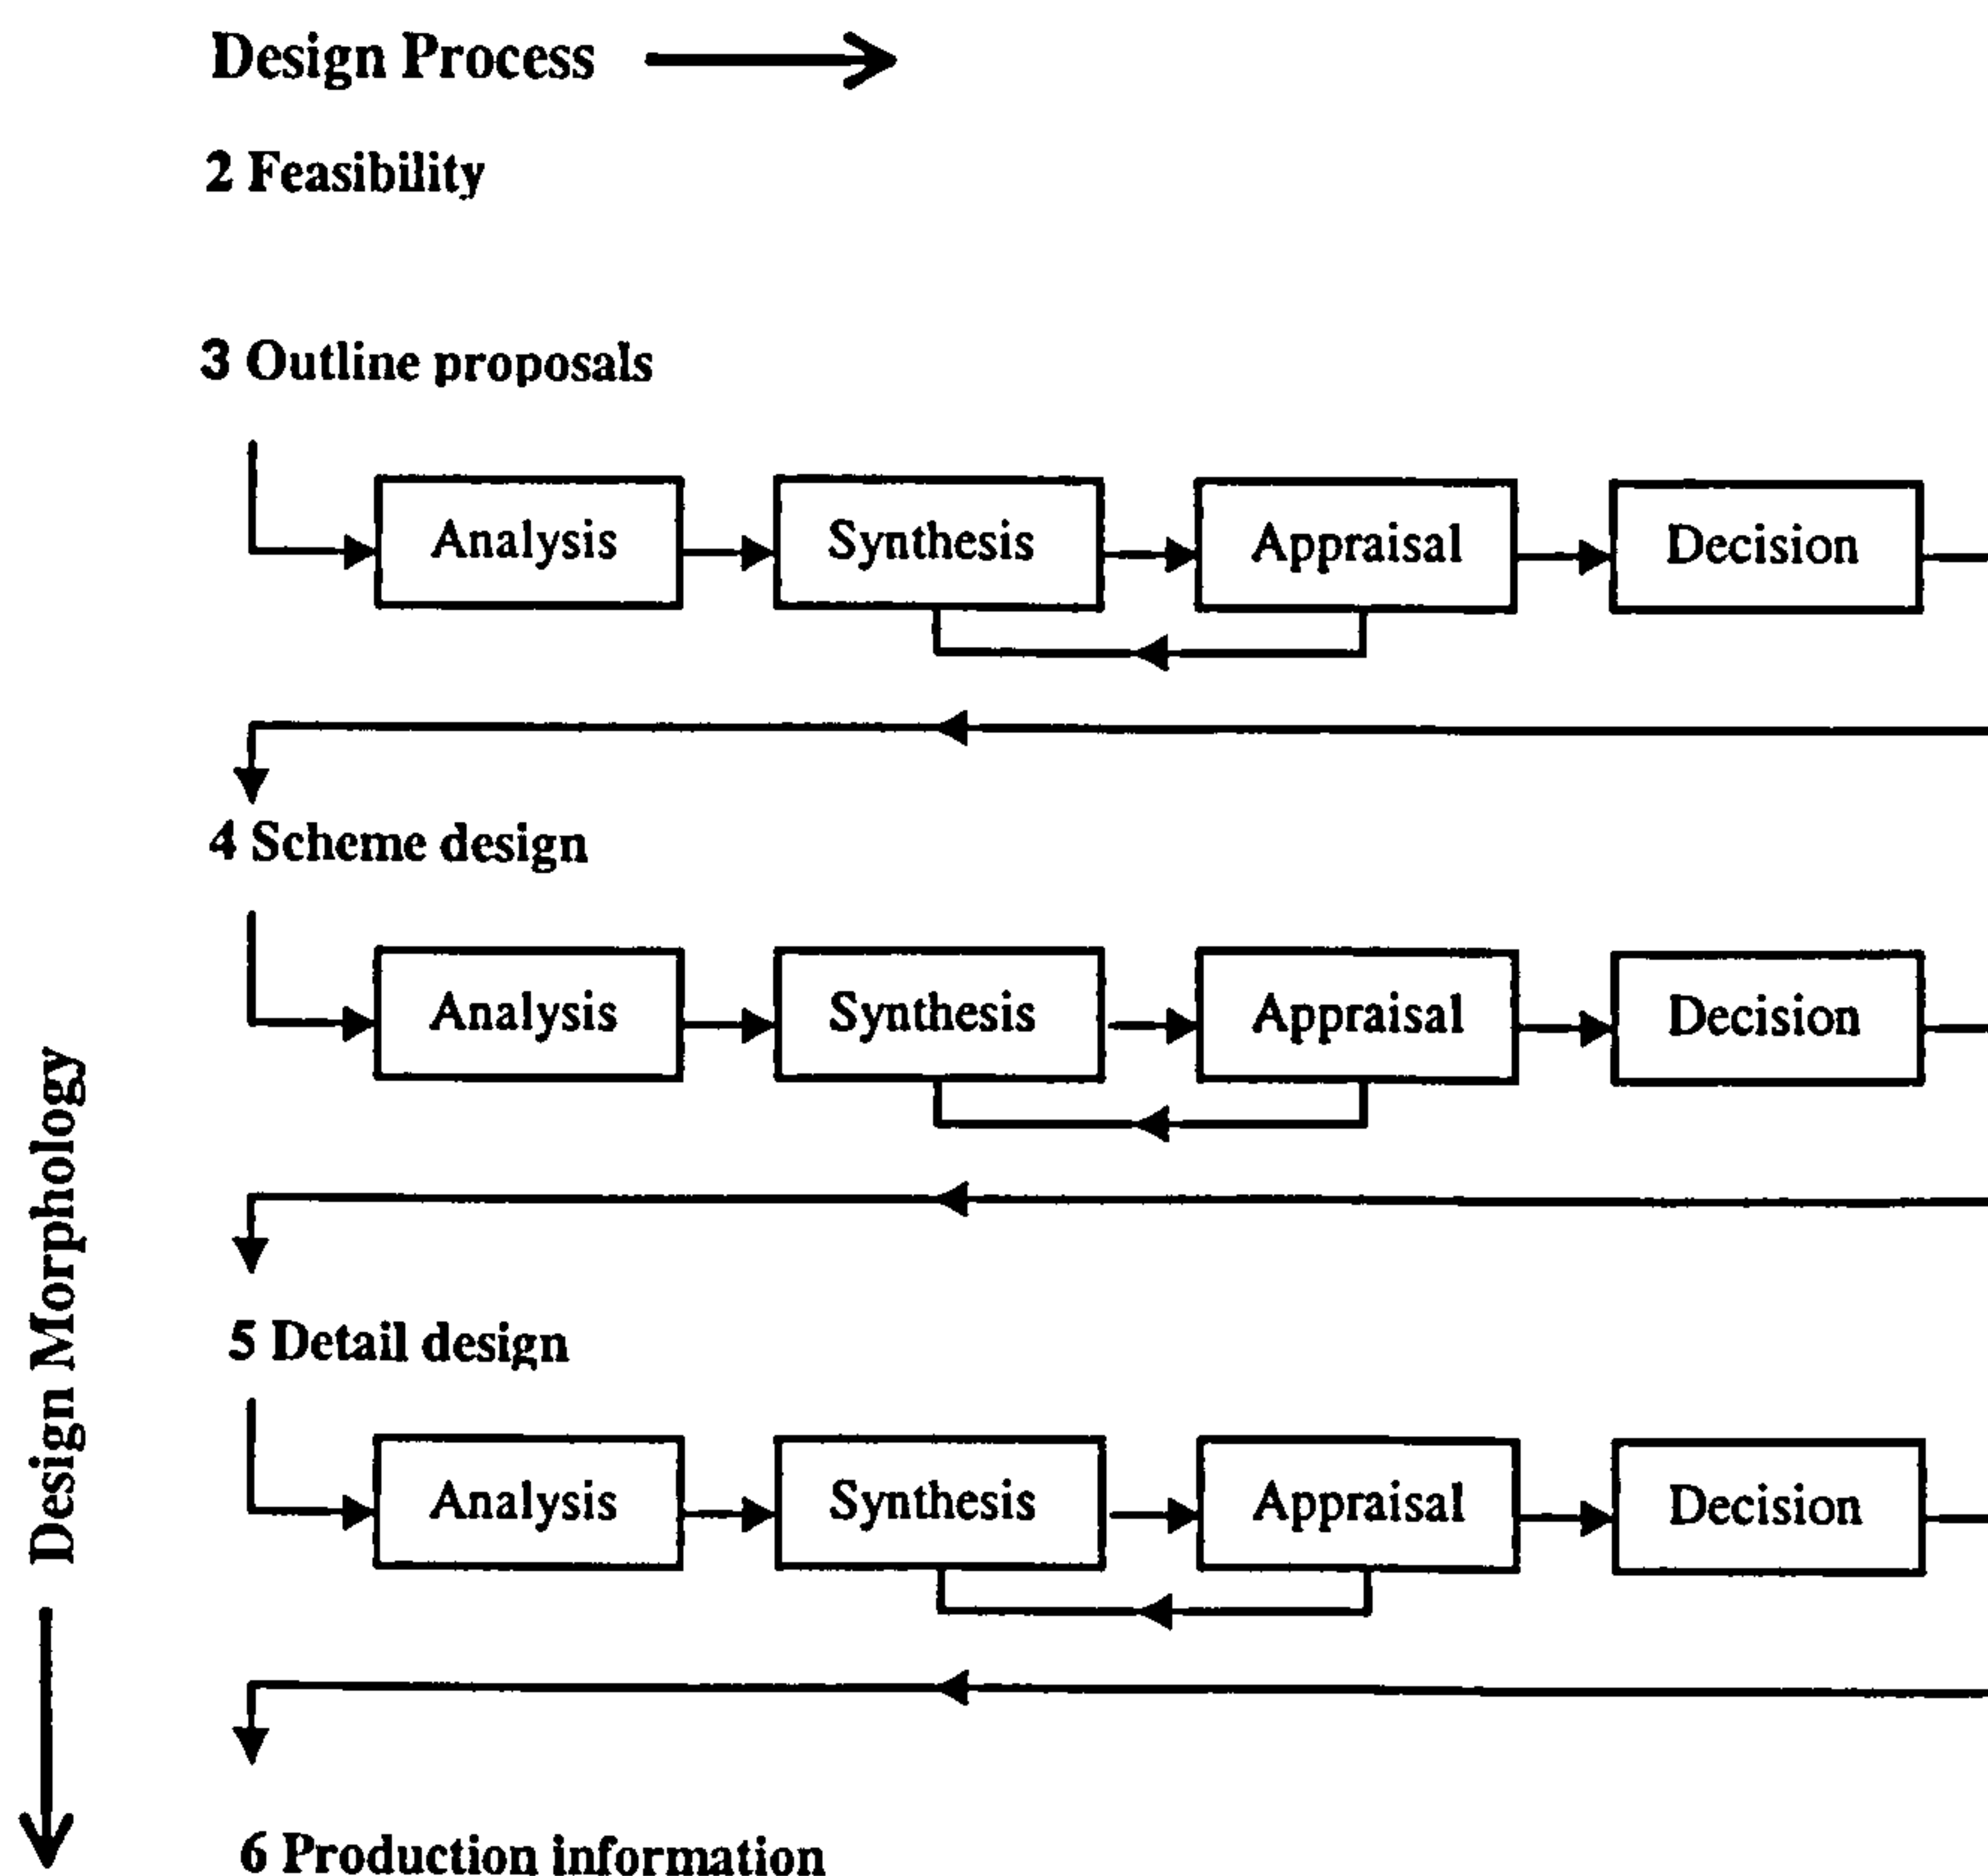 Design Process
2 Feasibility
3 Outline proposals
Analysis
Synthesis
Appraisal
Decision
4 Scheme design
Analysis
Synthesis
Appraisal
Decision
Design Morphology
5 Detail design
Analysis
Synthesis
Appraisal
Decision
6 Production information